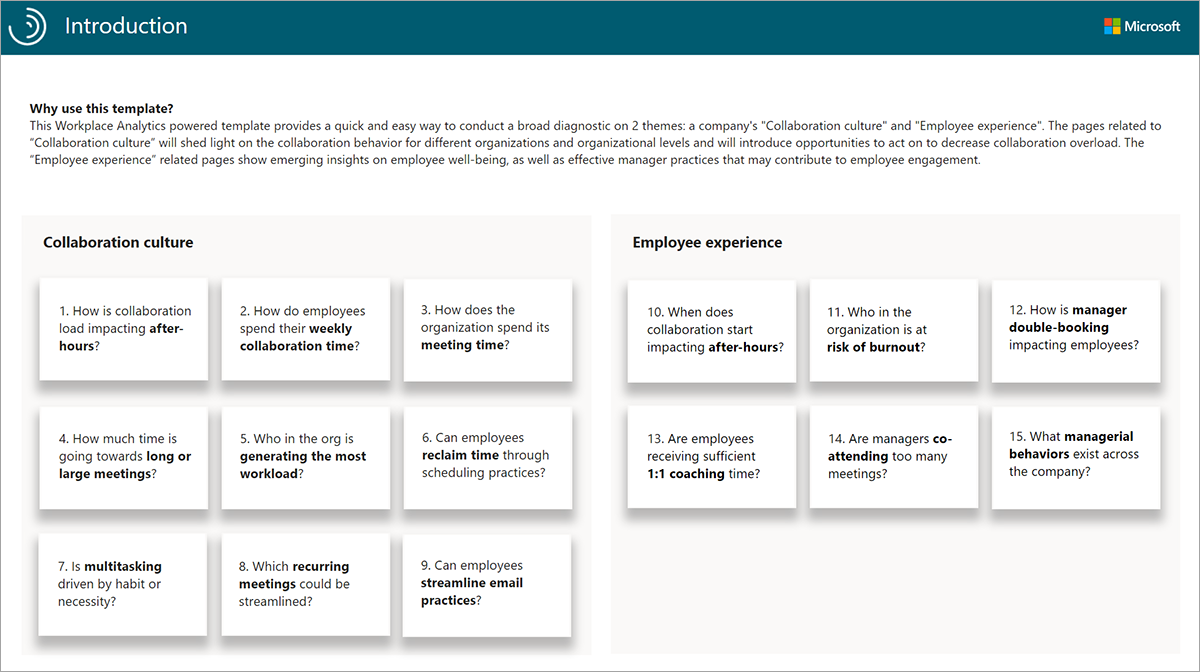 Introduction
Microsoft
Why use this template?
This Workplace Analytics powered template provides a quick and easy way to conduct a broad diagnostic on 2 themes: a company's "Collaboration culture" and "Employee experience". The pages related to
“Collaboration culture” will shed light on the collaboration behavior for different organizations and organizational levels and will introduce opportunities to act on to decrease collaboration overload. The
“Employee experience” related pages show emerging insights on employee well-being, as well as effective manager practices that may contribute to employee engagement.
Collaboration culture
1. How is collaboration
load impacting after-
hours?
2. How do employees
spend their weekly
collaboration time?
3. How does the
organization spend its
meeting time?
4. How much time is
going towards long or
large meetings?
5. Who in the org is
generating the most
workload?
6. Can employees
reclaim time through
scheduling practices?
7. Is multitasking
driven by habit or
necessity?
8. Which recurring
meetings could be
streamlined?
9. Can employees
streamline email
practices?
Employee experience
10. When does
collaboration start
impacting after-hours?
11. Who in the
organization is at
risk of burnout?
12. How is manager
double-booking
impacting employees?
13. Are employees
receiving sufficient
1:1 coaching time?
14. Are managers co-
attending too many
meetings?
15. What managerial
behaviors exist across
the company?